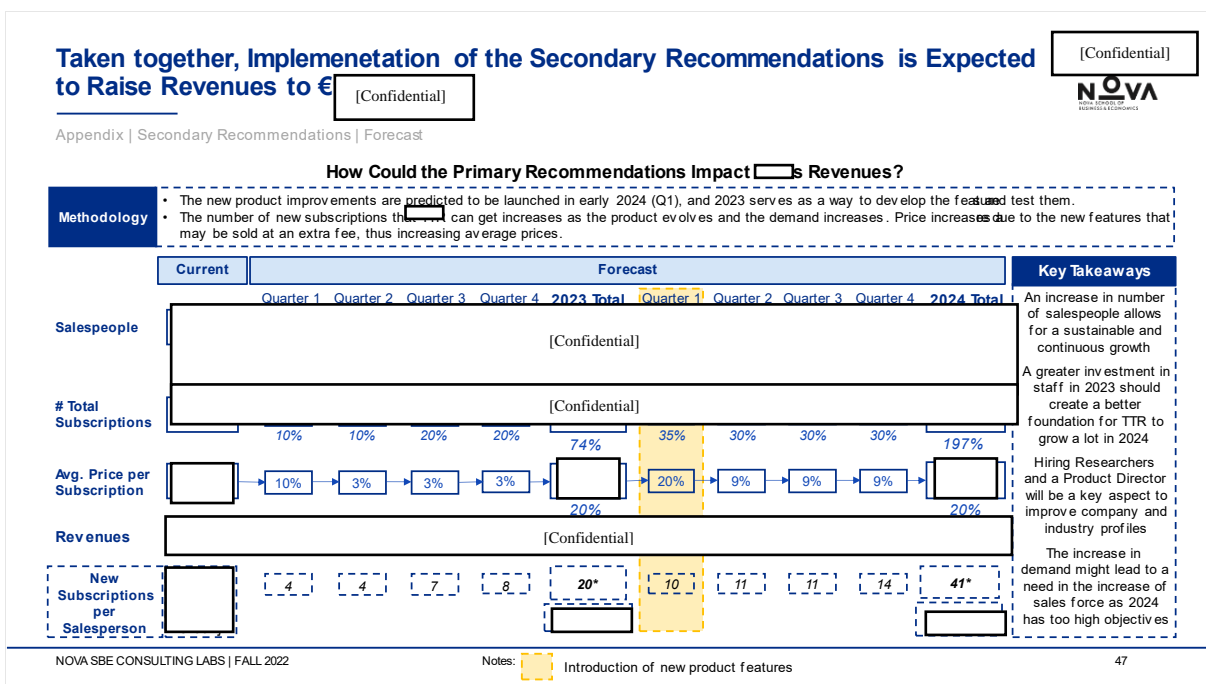 Taken together, Implemenetation of the Secondary Recommendations is Expected
to Raise Revenues to €
[Confidential]
[Confidential]
NOVA
NOVA SCHOOL OF
BUSINESS & ECONOMICS
Appendix | Secondary Recommendations | Forecast
How Could the Primary Recommendations Impact s Revenues?
Methodology
• The new product improvements are predicted to be launched in early 2024 (Q1), and 2023 serves as a way to develop the and test them.
• The number of new subscriptions can get increases as the product evolves and the demand increases. Price due to the new features that
may be sold at an extra fee, thus increasing average prices.
Current
Forecast
Key Takeaways
Quarter 1 Quarter 2 Quarter 3 Quarter 4 2023 Total Quarter 1 Quarter 2 Quarter 3 Quarter 4 2024 Total
Salespeople
[Confidential]
# Total
Subscriptions
[Confidential]
10% 10% 20% 20% 74% 35% 30% 30% 30% 197%
Avg. Price per
Subscription
10% 3% 3% 3% 20% 9% 9% 9%
20% 20%
Revenues
[Confidential]
New
Subscriptions
per
Salesperson
4 4 7 8 20* 10 11 11 14 41*
An increase in number
of salespeople allows
for a sustainable and
continuous growth
A greater investment in
staff in 2023 should
create a better
foundation for TTR to
grow a lot in 2024
Hiring Researchers
and a Product Director
will be a key aspect to
improve company and
industry profiles
The increase in
demand might lead to a
need in the increase of
sales force as 2024
has too high objectives
NOVA SBE CONSULTING LABS | FALL 2022
Notes:
Introduction of new product features
47